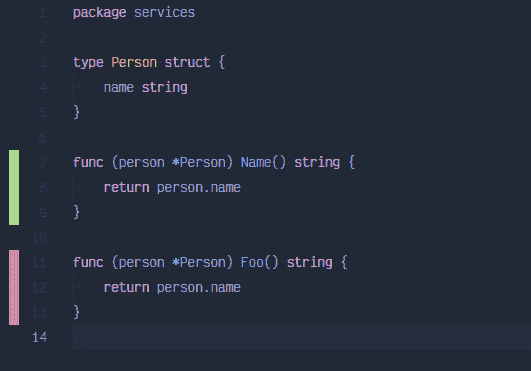 1 package services
2
3 type Person struct {
4 name string
5 }
6
7 func (person *Person) Name() string {
8 return person.name
9 }
10
11 func (person *Person) Foo() string {
12 return person.name
13 }
14